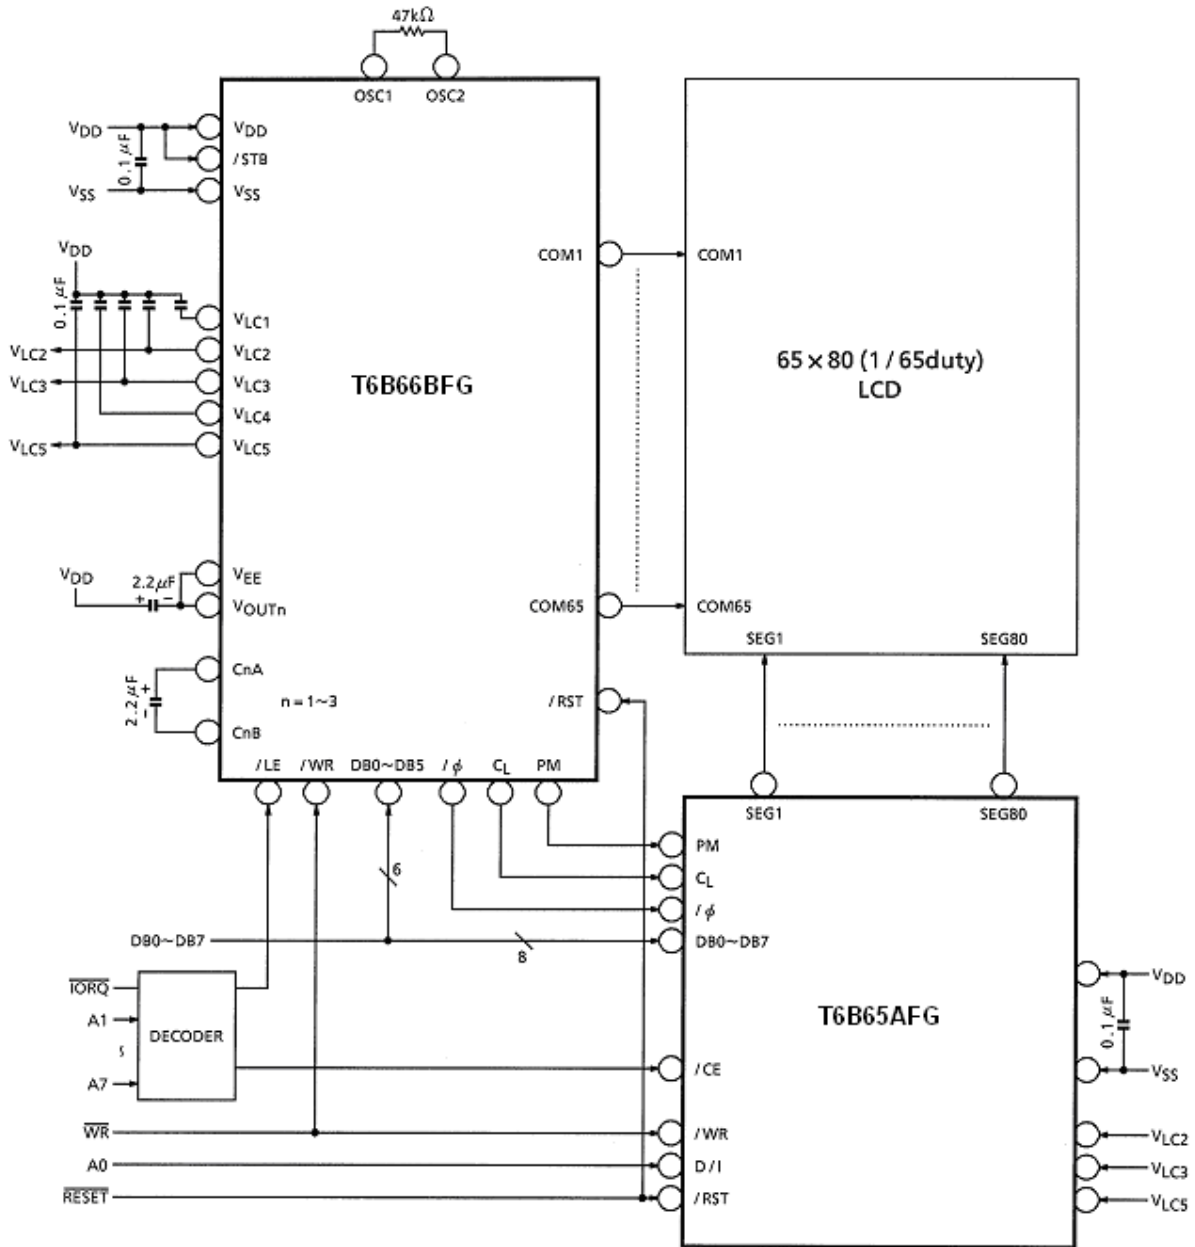 47kΩ
OSC1 OSC2
VDD VDD
0.1μF
/STB
VSS VSS
VDD
0.1μF
COM1 COM1
VLC1
VLC2 VLC2
VLC3 VLC3
VLC4
VLC5 VLC5
T6B66BFG
65×80 (1/65duty)
LCD
VDD
2.2μF
+ −
VEE
VOUTn
COM65 COM65
SEG1 SEG80
CnA
2.2μF
+
−
CnB
n=1~3
/RST
/LE /WR DB0~DB5 /ϕ CL PM
SEG1 SEG80
PM
CL
/ϕ
6
DB0~DB7
8
DB0~DB7
IORQ
A1
S
A7
DECODER
T6B65AFG
VDD
0.1μF
VSS
/CE
WR
/WR
A0
D/I
RESET
/RST
VLC2
VLC3
VLC5